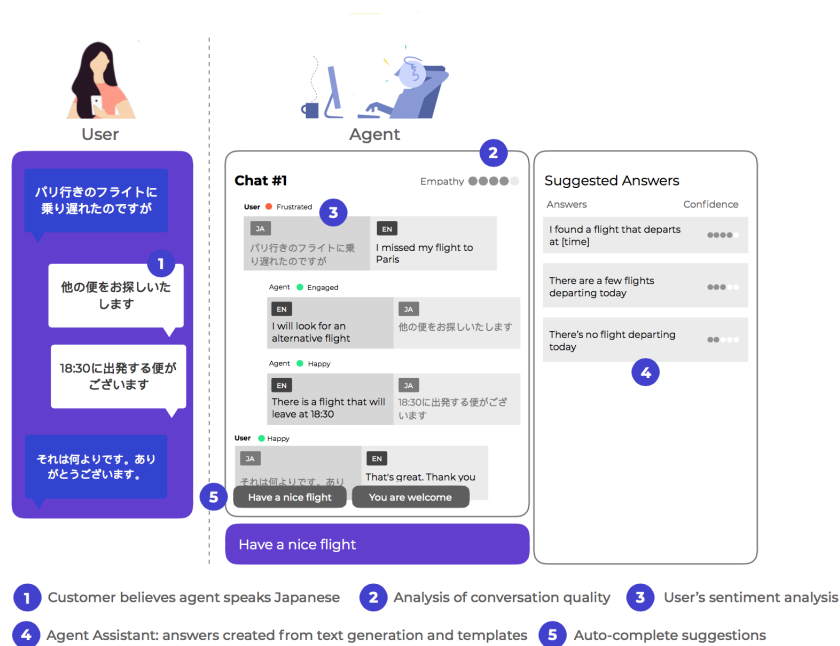 User
Agent
パリ行きのフライトに
乗り遅れたのですが
1
他の便をお探しいた
します
18:30に出発する便が
ございます
それは何よりです。あり
がとうございます。
2
Chat #1
Empathy
User
Frustrated
3
JA
パリ行きのフライトに乗
り遅れたのですが
EN
I missed my flight to
Paris
Agent
Engaged
EN
I will look for an
alternative flight
JA
他の便をお探しいたします
Agent
Happy
EN
There is a flight that will
leave at 18:30
JA
18:30に出発する便がござ
います
User
Happy
JA
それは何よりです。あり
EN
That's great. Thank you
5
Have a nice flight
You are welcome
Have a nice flight
Suggested Answers
Answers
Confidence
I found a flight that departs
at [time]
There are a few flights
departing today
There's no flight departing
today
4
1 Customer believes agent speaks Japanese
2 Analysis of conversation quality
3 User's sentiment analysis
4 Agent Assistant: answers created from text generation and templates
5 Auto-complete suggestions